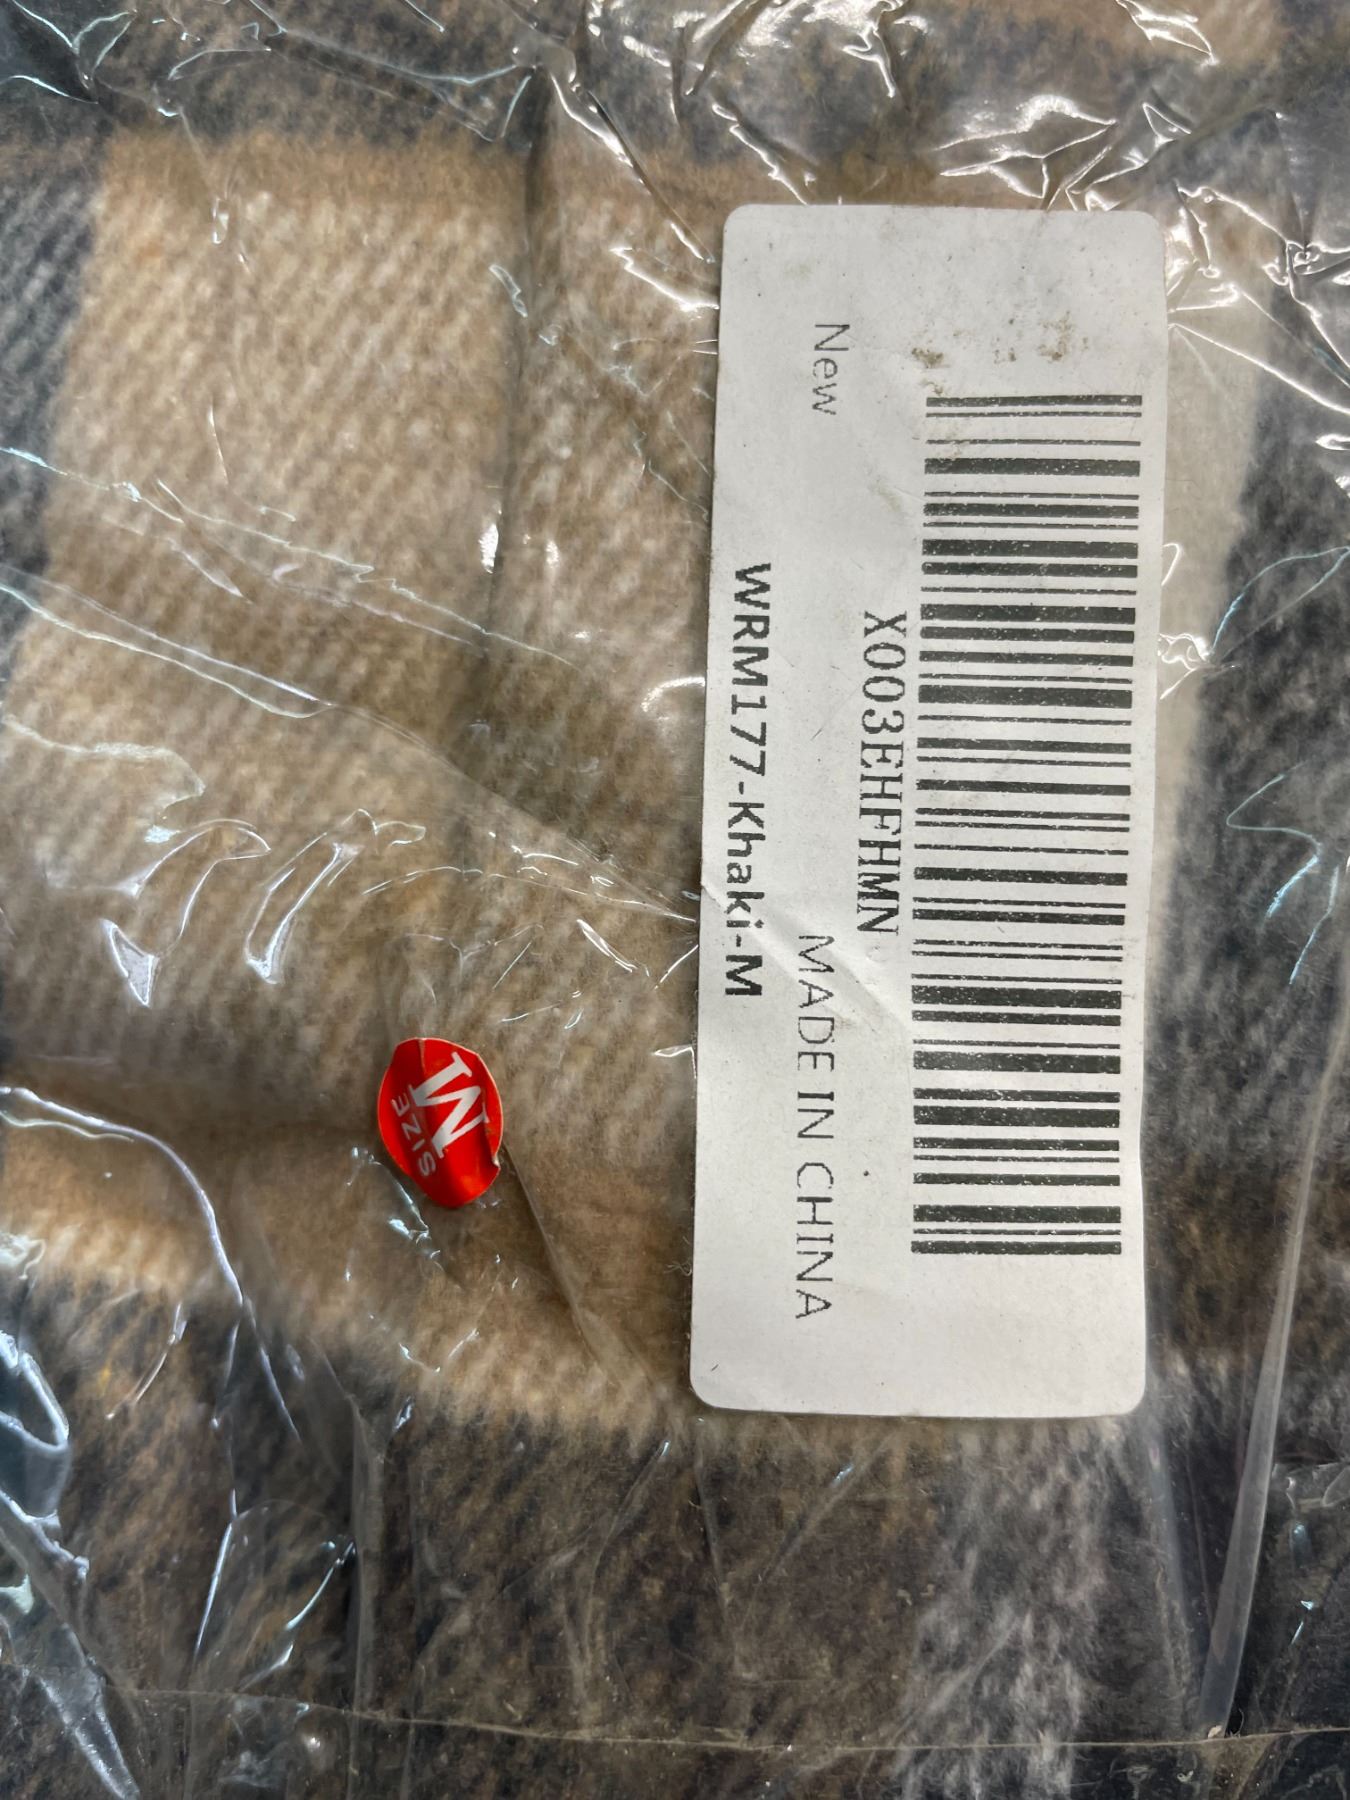 X003EHFHMN
New
MADE IN CHINA
WRM177-Khaki-M
M
SIZE